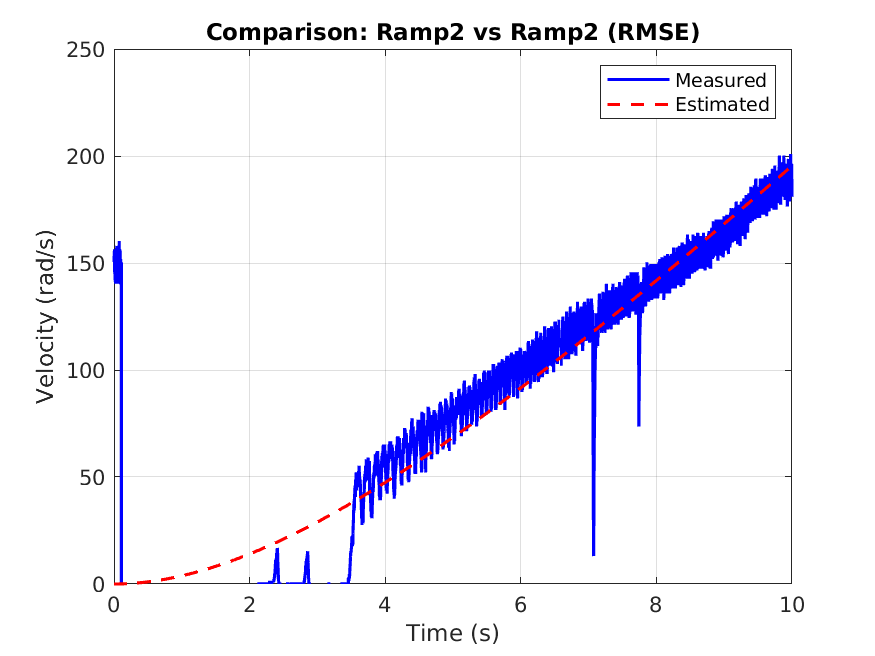 Comparison: Ramp2 vs Ramp2 (RMSE)
Measured
Estimated
Velocity (rad/s)
250
200
150
100
50
0
0 2 4 6 8 10
Time (s)